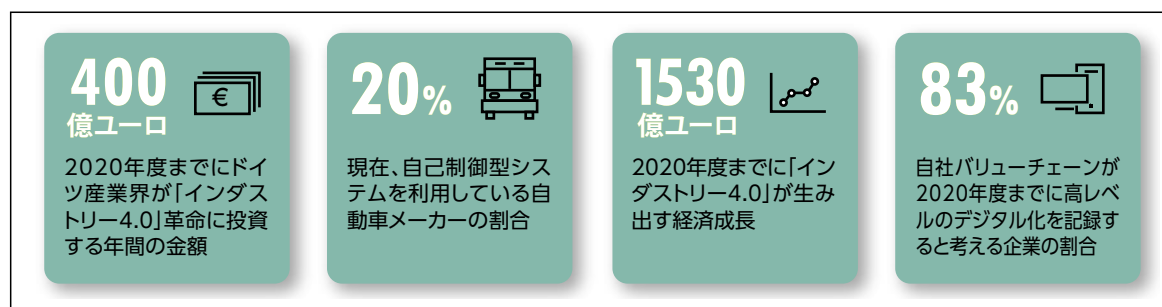 400
億ユーロ
€
2020年度までにドイ
ツ産業界が「インダス
トリー4.0」革命に投資
する年間の金額
20%
現在、自己制御型シス
テムを利用している自
動車メーカーの割合
1530
億ユーロ
2020年度までに「イン
ダストリー4.0」が生み
出す経済成長
83%
自社バリューチェーンが
2020年度までに高レベ
ルのデジタル化を記録す
ると考える企業の割合